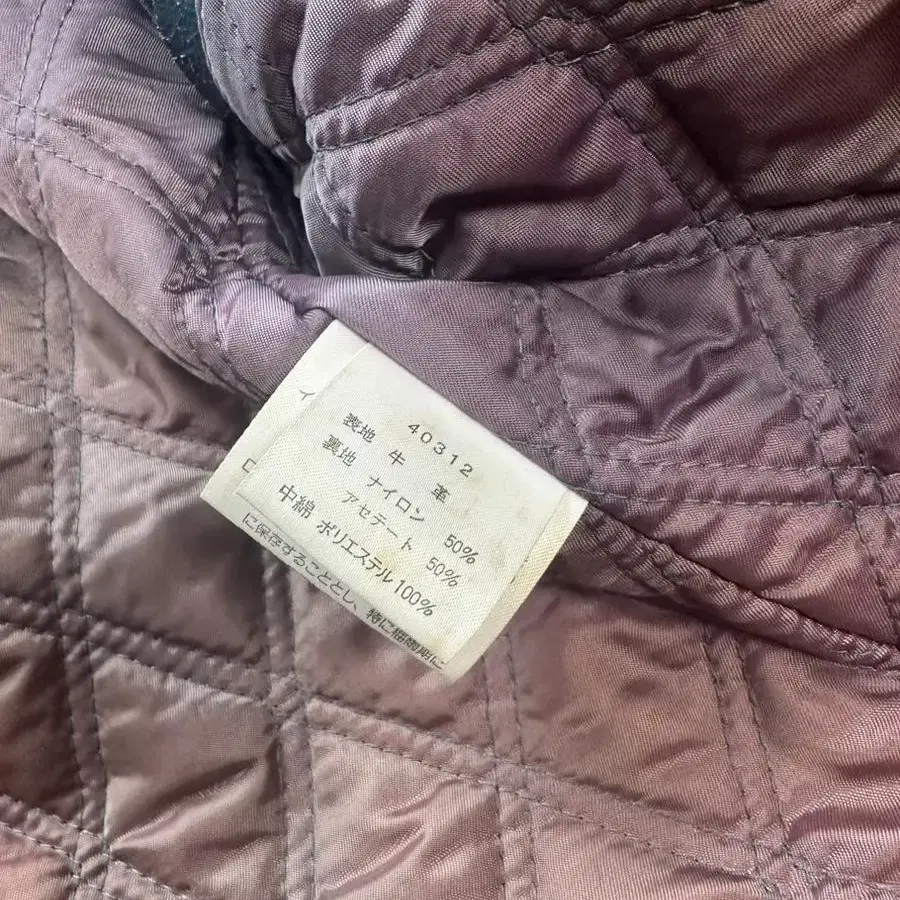 40312
表地 牛 革
裏地 ナイロン 50%
アセテート 50%
中綿 ポリエステル 100%
に保存することとし、特に梅雨期に
イ
ロ